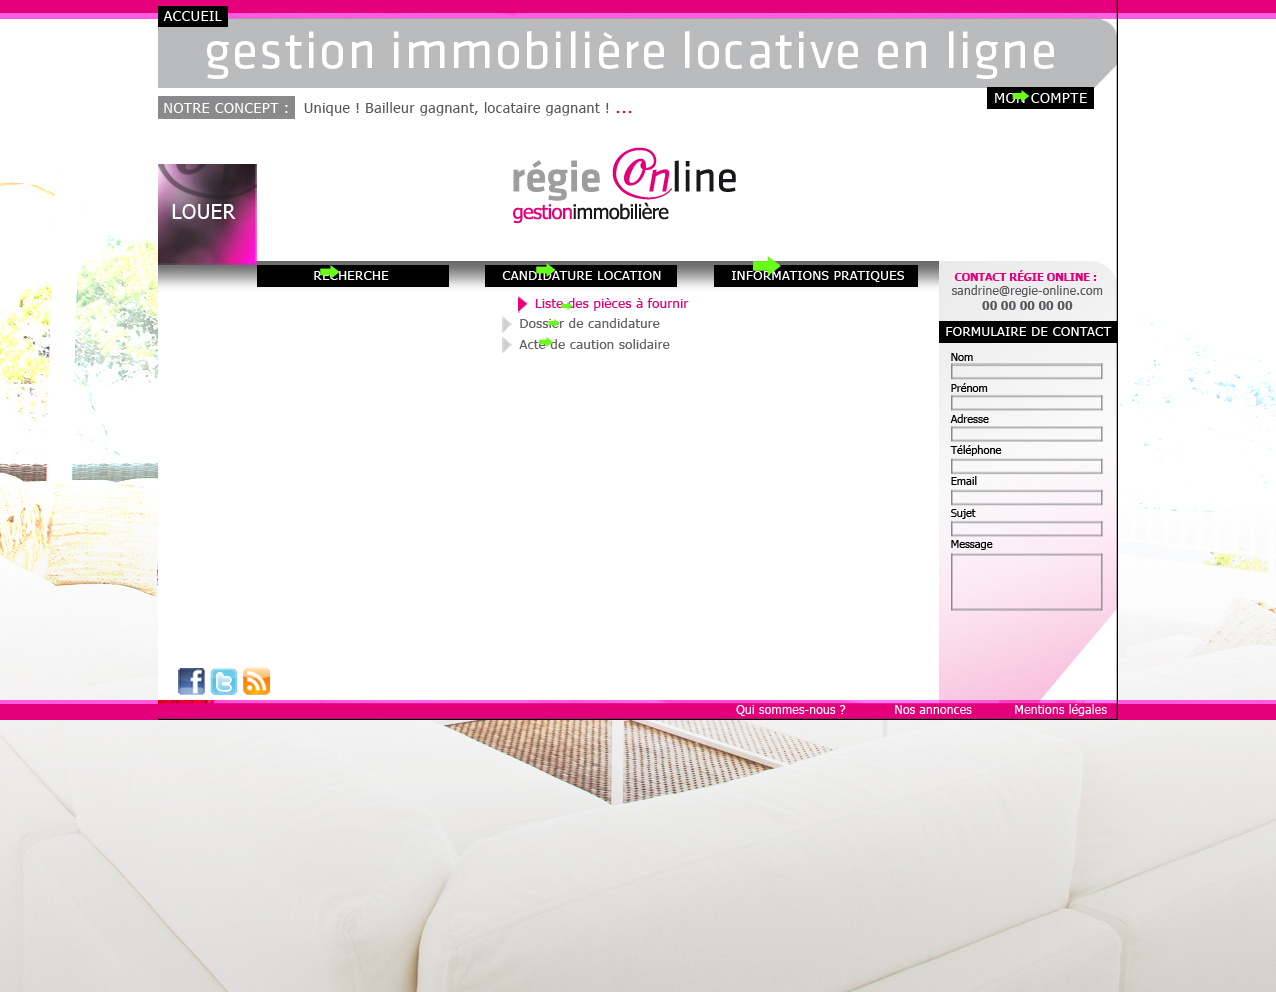 ACCUEIL
gestion immobilière locative en ligne
NOTRE CONCEPT : Unique ! Bailleur gagnant, locataire gagnant ! ...
MON COMPTE
LOUER
régie Online
gestionimmobilière
RECHERCHE
CANDIDATURE LOCATION
INFORMATIONS PRATIQUES
Liste des pièces à fournir
Dossier de candidature
Acte de caution solidaire
CONTACT RÉGIE ONLINE :
sandrine@regie-online.com
00 00 00 00 00
FORMULAIRE DE CONTACT
Nom
Prénom
Adresse
Téléphone
Email
Sujet
Message
Qui sommes-nous ?
Nos annonces
Mentions légales